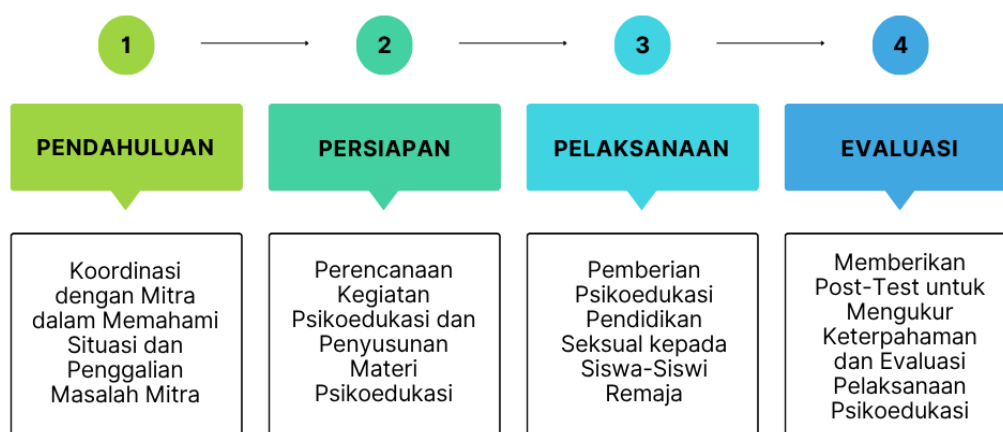 1
2
3
4
PENDAHULUAN
PERSIAPAN
PELAKSANAAN
EVALUASI
Koordinasi
dengan Mitra
dalam Memahami
Situasi dan
Penggalian
Masalah Mitra
Perencanaan
Kegiatan
Psikoedukasi dan
Penyusunan
Materi
Psikoedukasi
Pemberian
Psikoedukasi
Pendidikan
Seksual kepada
Siswa-Siswi
Remaja
Memberikan
Post-Test untuk
Mengukur
Keterpahaman
dan Evaluasi
Pelaksanaan
Psikoedukasi